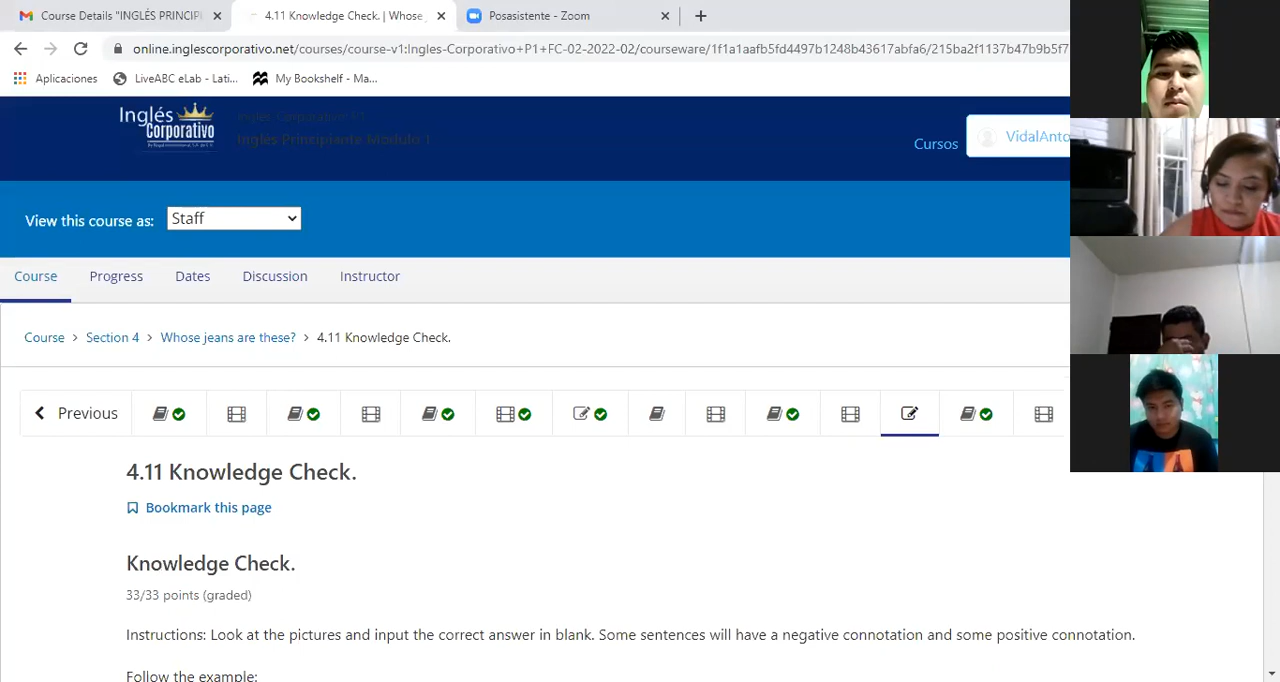 Course Details "INGLÉS PRINCIPI
4.11 Knowledge Check. | Whose
Posasistente - Zoom
online.inglescorporativo.net/courses/course-v1:Ingles-Corporativo+P1+FC-02-2022-02/courseware/1f1a1aafb5fd4497b1248b43617abfa6/215ba2f1137b47b9b5f7
Aplicaciones
LiveABC eLab - Lati...
My Bookshelf - Ma...
Inglés
Corporativo
Inglés Corporativo
Inglés Principiante Módulo I
Cursos
VidalAnto
View this course as:
Staff
Course
Progress
Dates
Discussion
Instructor
Course > Section 4 > Whose jeans are these? > 4.11 Knowledge Check.
Previous
4.11 Knowledge Check.
Bookmark this page
Knowledge Check.
33/33 points (graded)
Instructions: Look at the pictures and input the correct answer in blank. Some sentences will have a negative connotation and some positive connotation.
Follow the example: